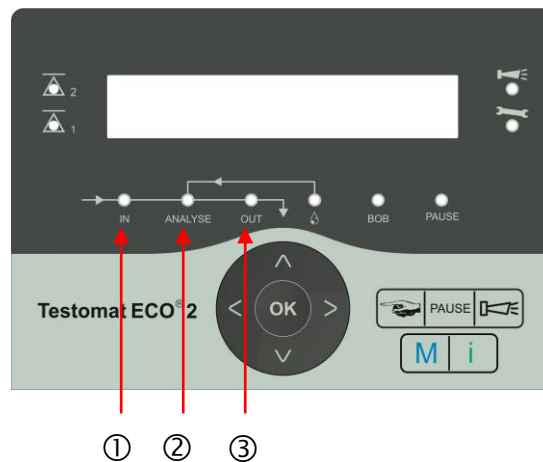 2
1
IN ANALYSE OUT BOB PAUSE
Testomat ECO® 2
< OK >
PAUSE
M i
① ② ③